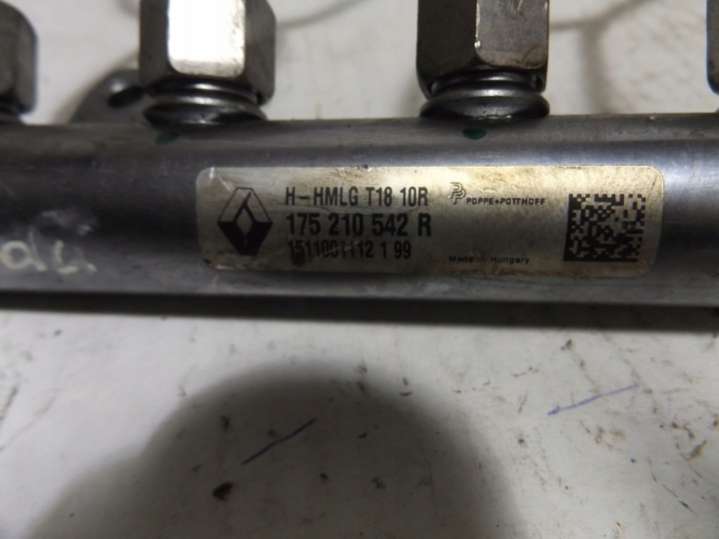 H-HMLG T18 10R
175 210 542 R
1511001112 1 99
POPPE+POTTHOFF
Made in Hungary